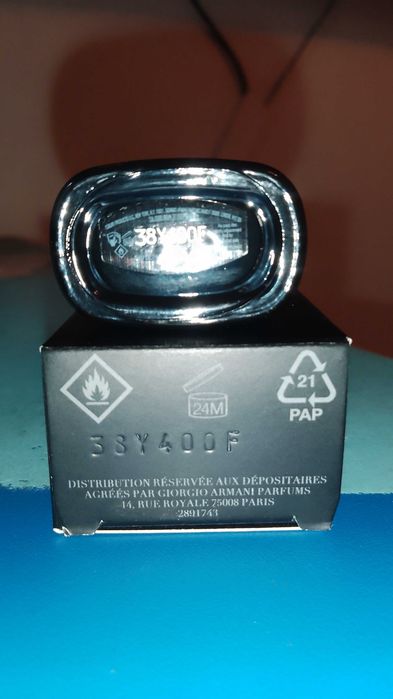 38Y400F
21
PAP
24M
38Y400F
DISTRIBUTION RÉSERVÉE AUX DÉPOSITAIRES
AGRÉÉS PAR GIORGIO ARMANI PARFUMS
14, RUE ROYALE 75008 PARIS
2891743